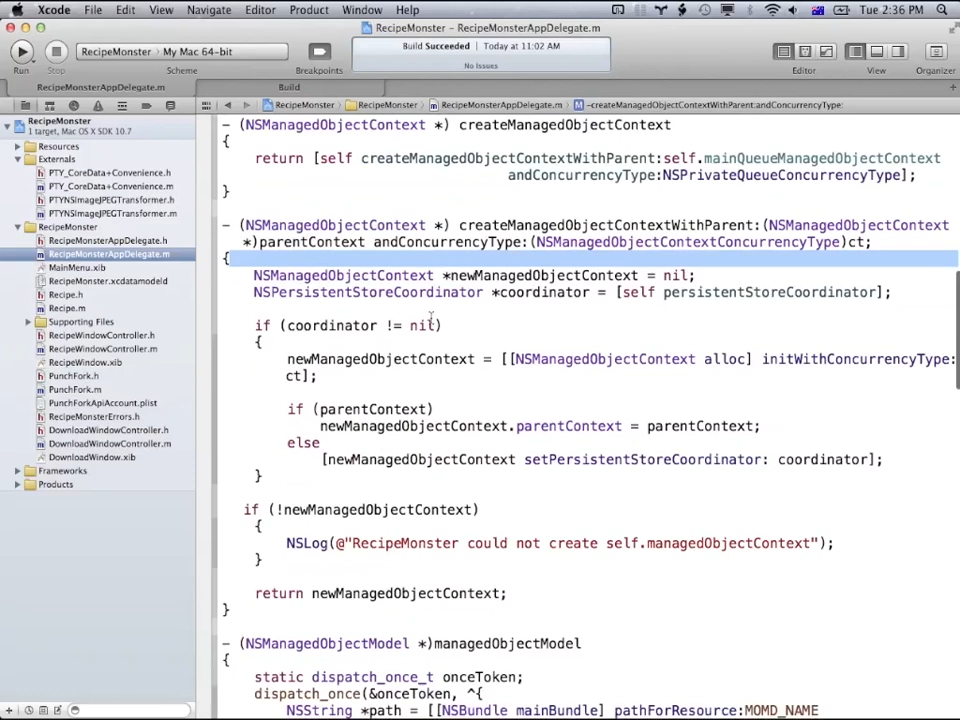 Xcode File Edit View Navigate Editor Product Window Help Tue 2:36 PM
RecipeMonster — RecipeMonsterAppDelegate.m
RecipeMonster › My Mac 64-bit
Build Succeeded | Today at 11:02 AM
No Issues
Run Stop Scheme Breakpoints Editor View Organizer
RecipeMonsterAppDelegate.m Build
RecipeMonster RecipeMonster RecipeMonsterAppDelegate.m -createManagedObjectContextWithParent:andConcurrencyType:
RecipeMonster
1 target, Mac OS X SDK 10.7
Resources
Externals
PTY_CoreData+Convenience.h
PTY_CoreData+Convenience.m
PTYNSImageJPEGTransformer.h
PTYNSImageJPEGTransformer.m
RecipeMonster
RecipeMonsterAppDelegate.h
RecipeMonsterAppDelegate.m
MainMenu.xib
RecipeMonster.xcdatamodeld
Recipe.h
Recipe.m
Supporting Files
RecipeWindowController.h
RecipeWindowController.m
RecipeWindow.xib
PunchFork.h
PunchFork.m
PunchForkApiAccount.plist
RecipeMonsterErrors.h
DownloadWindowController.h
DownloadWindowController.m
DownloadWindow.xib
Frameworks
Products
- (NSManagedObjectContext *) createManagedObjectContext
{
return [self createManagedObjectContextWithParent:self.mainQueueManagedObjectContext
andConcurrencyType:NSPrivateQueueConcurrencyType];
}
- (NSManagedObjectContext *) createManagedObjectContextWithParent:(NSManagedObjectContext
*)parentContext andConcurrencyType:(NSManagedObjectContextConcurrencyType)ct;
{
NSManagedObjectContext *newManagedObjectContext = nil;
NSPersistentStoreCoordinator *coordinator = [self persistentStoreCoordinator];
if (coordinator != nil)
{
newManagedObjectContext = [[NSManagedObjectContext alloc] initWithConcurrencyType:
ct];
if (parentContext)
newManagedObjectContext.parentContext = parentContext;
else
[newManagedObjectContext setPersistentStoreCoordinator: coordinator];
}
if (!newManagedObjectContext)
{
NSLog(@"RecipeMonster could not create self.managedObjectContext");
}
return newManagedObjectContext;
}
- (NSManagedObjectModel *)managedObjectModel
{
static dispatch_once_t onceToken;
dispatch_once(&onceToken, ^{
NSString *path = [[NSBundle mainBundle] pathForResource:MOMD_NAME